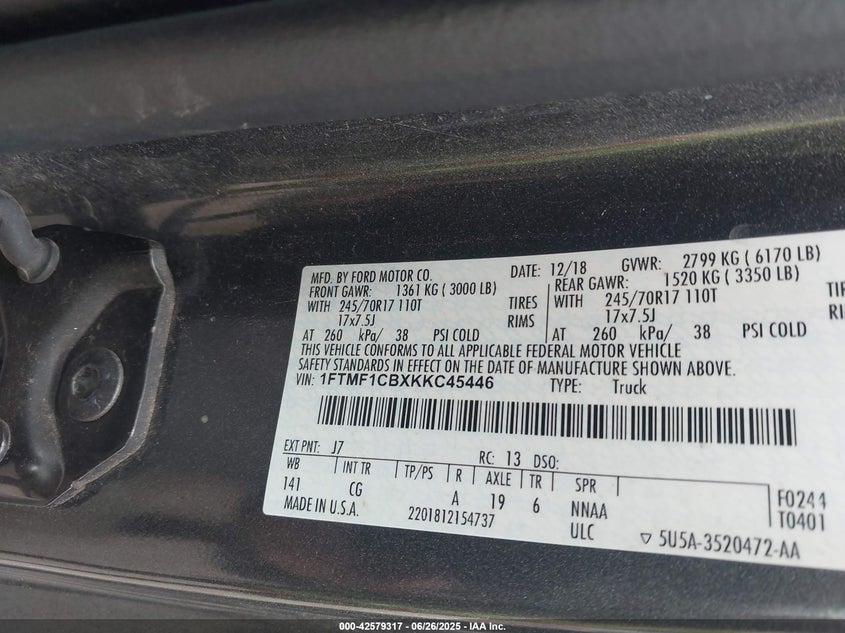 MFD. BY FORD MOTOR CO. DATE: 12/18 GVWR: 2799 KG ( 6170 LB)
FRONT GAWR: 1361 KG ( 3000 LB) REAR GAWR: 1520 KG ( 3350 LB)
WITH 245/70R17 110T TIRES WITH 245/70R17 110T
17x7.5J RIMS 17x7.5J
AT 260 kPa/ 38 PSI COLD AT 260 kPa/ 38 PSI COLD
THIS VEHICLE CONFORMS TO ALL APPLICABLE FEDERAL MOTOR VEHICLE
SAFETY STANDARDS IN EFFECT ON THE DATE OF MANUFACTURE SHOWN ABOVE.
VIN: 1FTMF1CBXKKC45446 TYPE: Truck
EXT PNT: J7 RC: 13 DSO:
WB INT TR TP/PS R AXLE TR SPR
141 CG A 19 6 NNAA F0244
MADE IN U.S.A. 2201812154737 ULC T0401
▽ 5U5A-3520472-AA
000-42579317 - 06/26/2025 - IAA Inc.